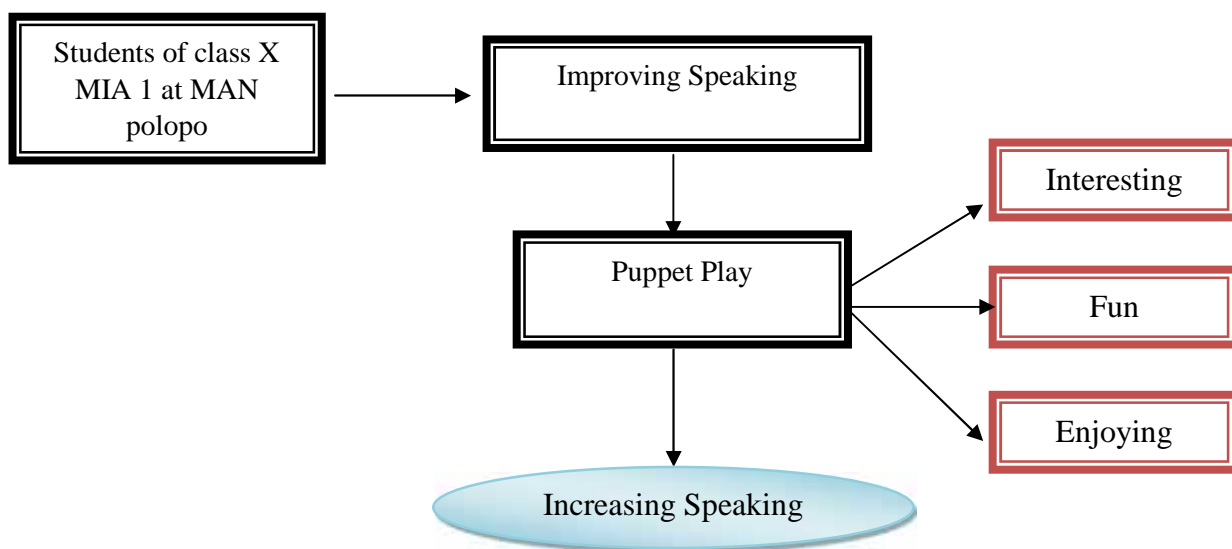 Students of class X
MIA 1 at MAN
polopo
Improving Speaking
Interesting
Puppet Play
Fun
Enjoying
Increasing Speaking